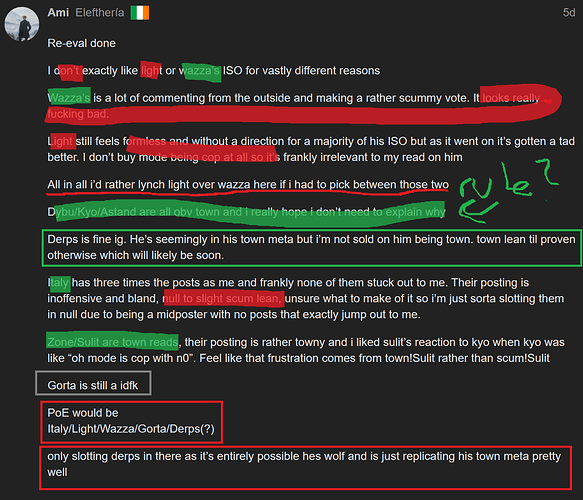 Ami Eleftheria 5d
Re-eval done
I don't exactly like light or wazza's ISO for vastly different reasons
Wazza's is a lot of commenting from the outside and making a rather scummy vote. It looks really
fucking bad.
Light still feels formless and without a direction for a majority of his ISO but as it went on it's gotten a tad
better. I don't buy mode being cop at all so it's frankly irrelevant to my read on him
All in all i'd rather lynch light over wazza here if i had to pick between those two
rule?
Dybu/Kyo/Astand are all obv town and i really hope i don't need to explain why
Derps is fine ig. He's seemingly in his town meta but i'm not sold on him being town. town lean til proven
otherwise which will likely be soon.
Italy has three times the posts as me and frankly none of them stuck out to me. Their posting is
inoffensive and bland, null to slight scum lean, unsure what to make of it so i'm just sorta slotting them
in null due to being a midposter with no posts that exactly jump out to me.
Zone/Sulit are town reads, their posting is rather towny and i liked sulit's reaction to kyo when kyo was
like "oh mode is cop with n0". Feel like that frustration comes from town!Sulit rather than scum!Sulit
Gorta is still a idfk
PoE would be
Italy/Light/Wazza/Gorta/Derps(?)
only slotting derps in there as it's entirely possible hes wolf and is just replicating his town meta pretty
well